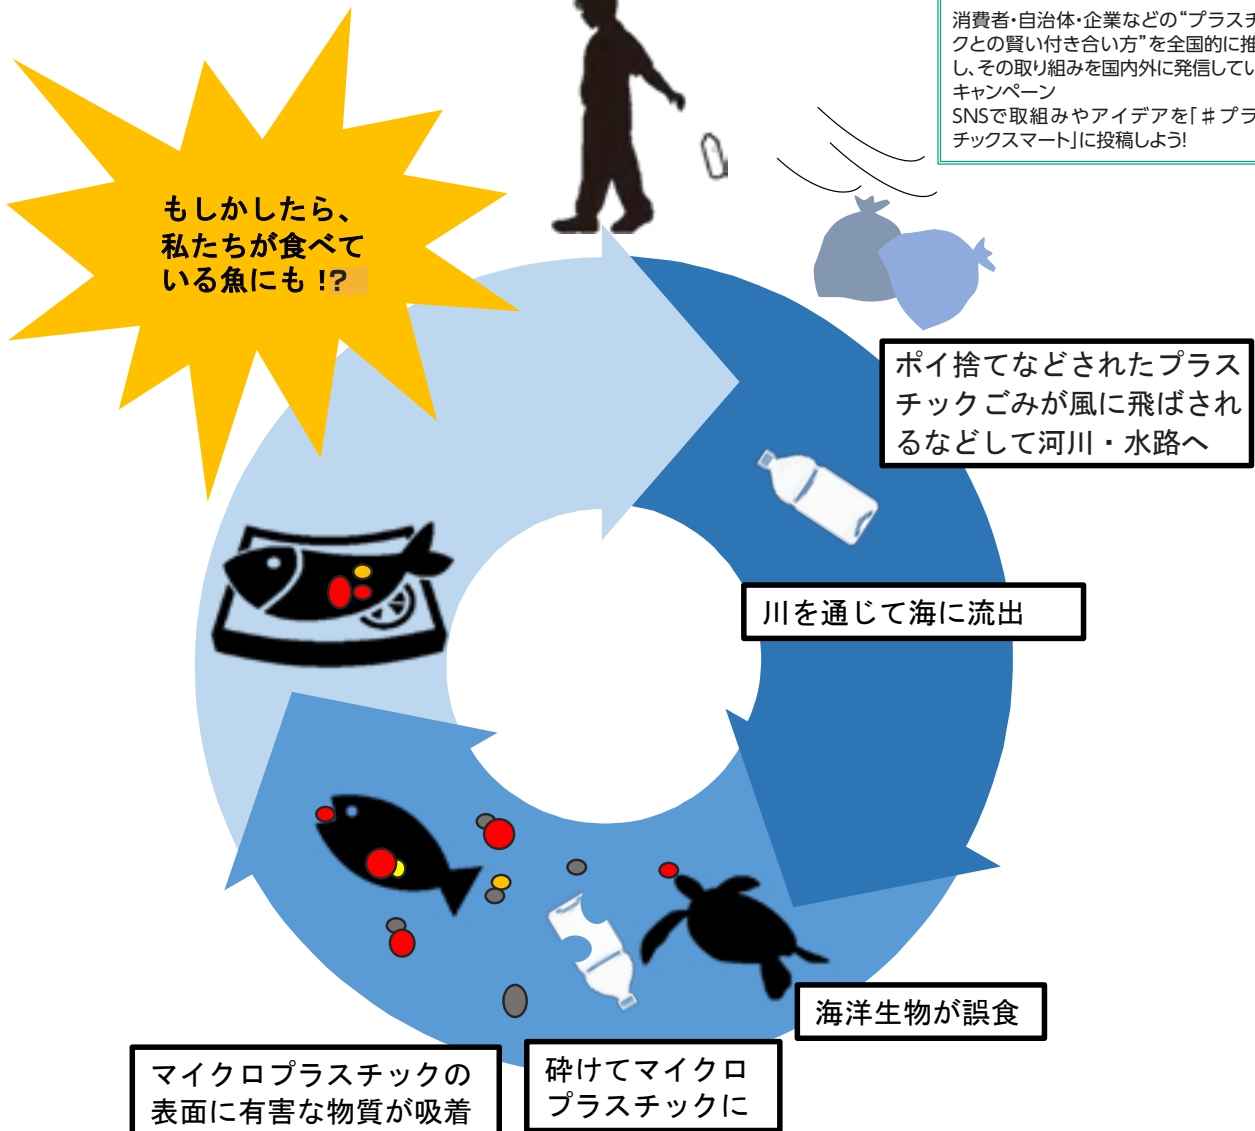 消費者・自治体・企業などの“プラスチ
クとの賢い付き合い方”を全国的に推
し、その取り組みを国内外に発信してい
キャンペーン
SNSで取組みやアイデアを「♯プラ
チックスマート」に投稿しよう!
もしかしたら、
私たちが食べて
いる魚にも！?
ポイ捨てなどされたプラス
チックごみが風に飛ばされ
るなどして河川・水路へ
川を通じて海に流出
海洋生物が誤食
砕けてマイクロ
プラスチックに
マイクロプラスチックの
表面に有害な物質が吸着